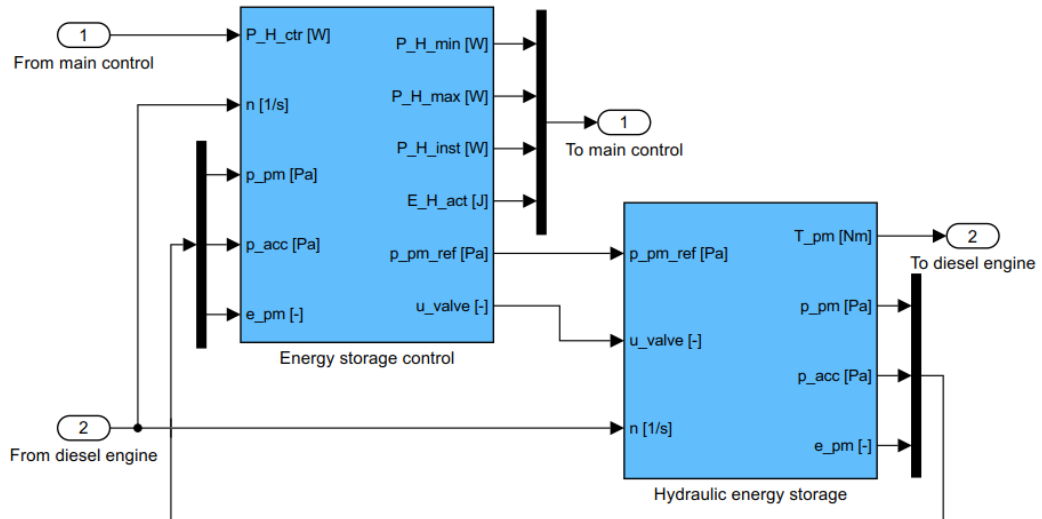 1
From main control
P_H_ctr [W]
n [1/s]
p_pm [Pa]
p_acc [Pa]
e_pm [-]
P_H_min [W]
P_H_max [W]
P_H_inst [W]
E_H_act [J]
p_pm_ref [Pa]
u_valve [-]
Energy storage control
1
To main control
2
From diesel engine
p_pm_ref [Pa]
u_valve [-]
n [1/s]
T_pm [Nm]
p_pm [Pa]
p_acc [Pa]
e_pm [-]
Hydraulic energy storage
2
To diesel engine